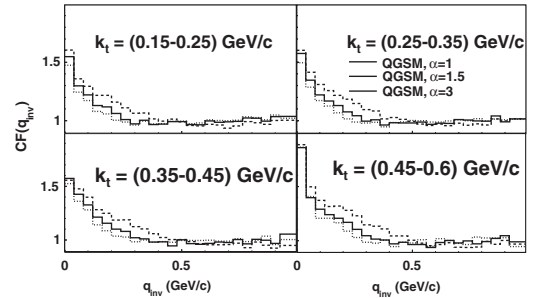 k_t = (0.15-0.25) GeV/c
k_t = (0.25-0.35) GeV/c
QGSM, α=1
QGSM, α=1.5
QGSM, α=3
1.5
1
CF(q_inv)
k_t = (0.35-0.45) GeV/c
k_t = (0.45-0.6) GeV/c
1.5
1
0 0.5 0 0.5
q_inv (GeV/c) q_inv (GeV/c)